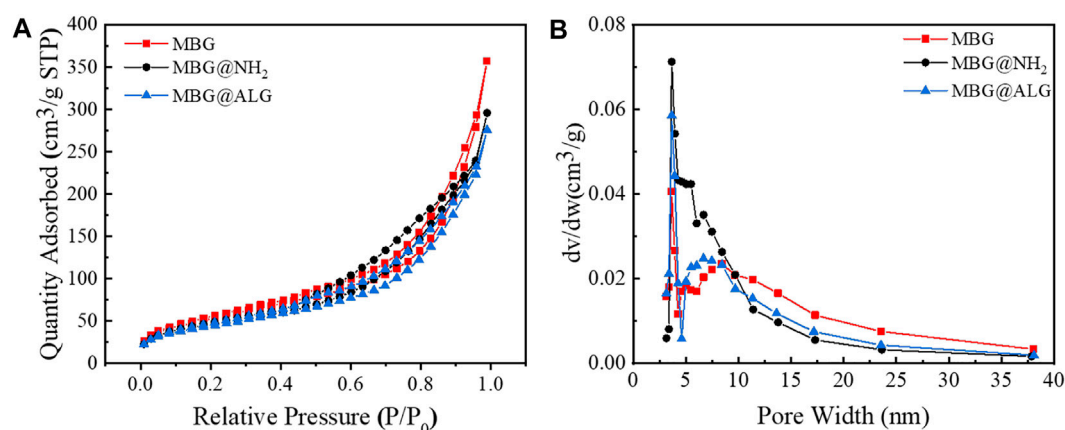 A
400
350
300
250
200
150
100
50
0
Quantity Adsorbed (cm³/g STP)
MBG
MBG@NH₂
MBG@ALG
0.0 0.2 0.4 0.6 0.8 1.0
Relative Pressure (P/P₀)
B
0.08
0.06
0.04
0.02
0.00
dv/dw(cm³/g)
MBG
MBG@NH₂
MBG@ALG
0 5 10 15 20 25 30 35 40
Pore Width (nm)